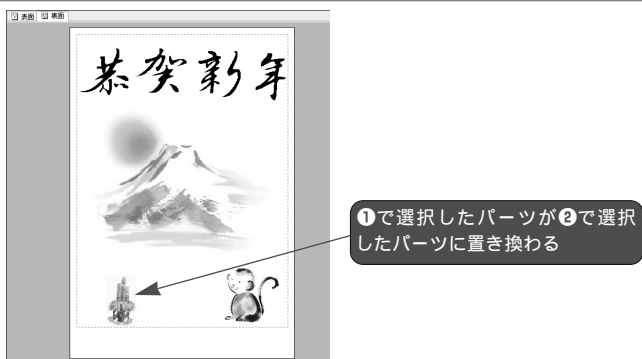 表面 裏面
恭賀新年
❶で選択したパーツが❷で選択
したパーツに置き換わる